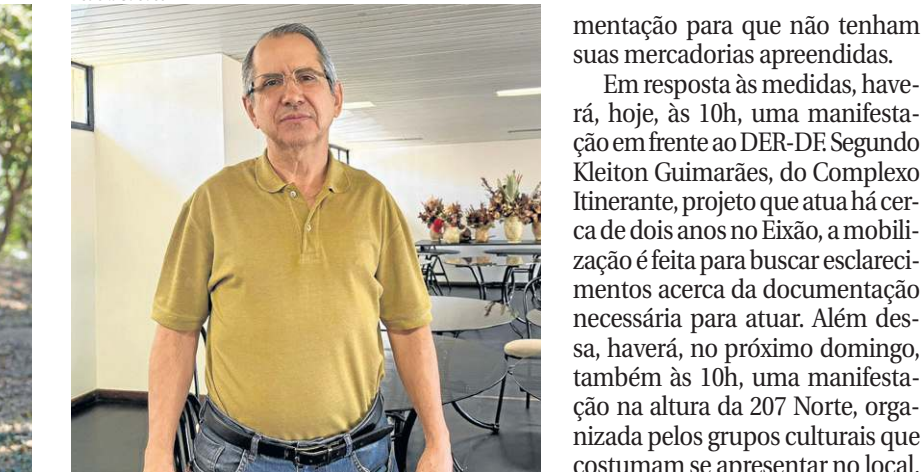 mentação para que não tenham
suas mercadorias apreendidas.
Em resposta às medidas, have-
rá, hoje, às 10h, uma manifesta-
ção em frente ao DER-DF. Segundo
Kleiton Guimarães, do Complexo
Itinerante, projeto que atua há cer-
ca de dois anos no Eixão, a mobili-
zação é feita para buscar esclareci-
mentos acerca da documentação
necessária para atuar. Além des-
sa, haverá, no próximo domingo,
também às 10h, uma manifesta-
ção na altura da 207 Norte, orga-
nizada pelos grupos culturais que
costumam se apresentar no local.